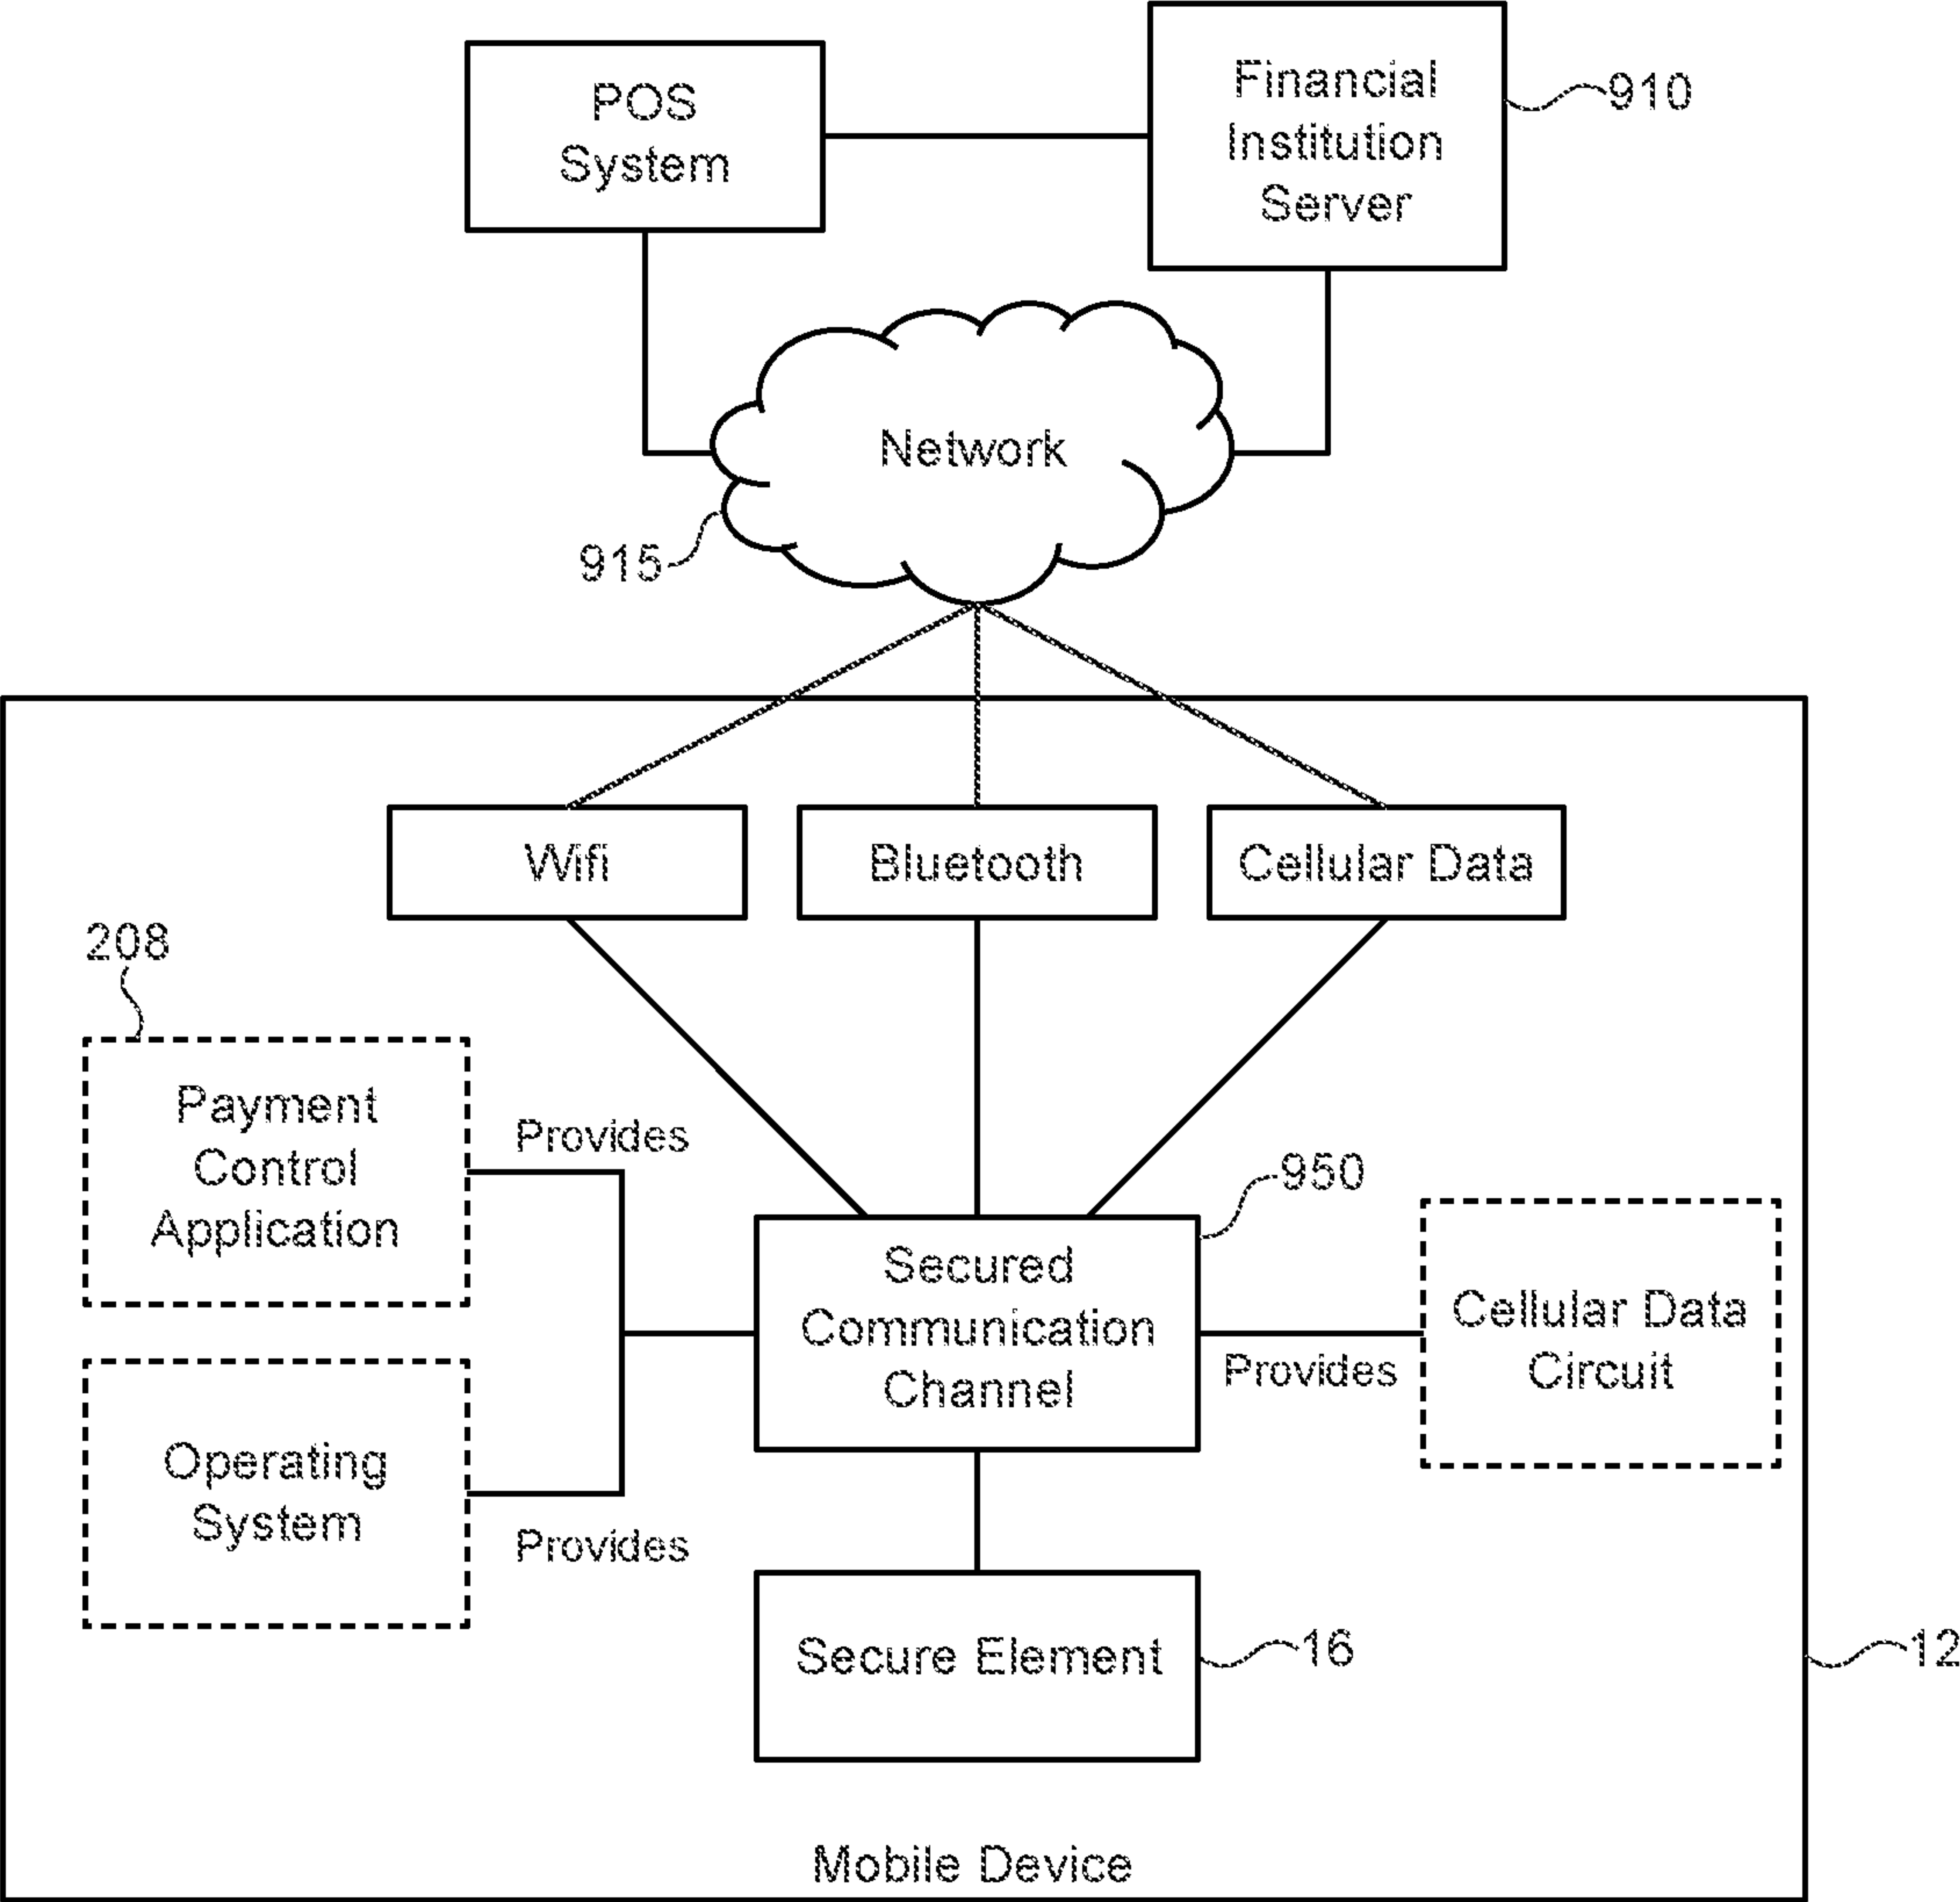 POS
System
Financial
Institution
Server
910
Network
915
Wifi
Bluetooth
Cellular Data
208
Payment
Control
Application
Provides
950
Secured
Communication
Channel
Cellular Data
Circuit
Provides
Operating
System
Provides
Secure Element
16
12
Mobile Device